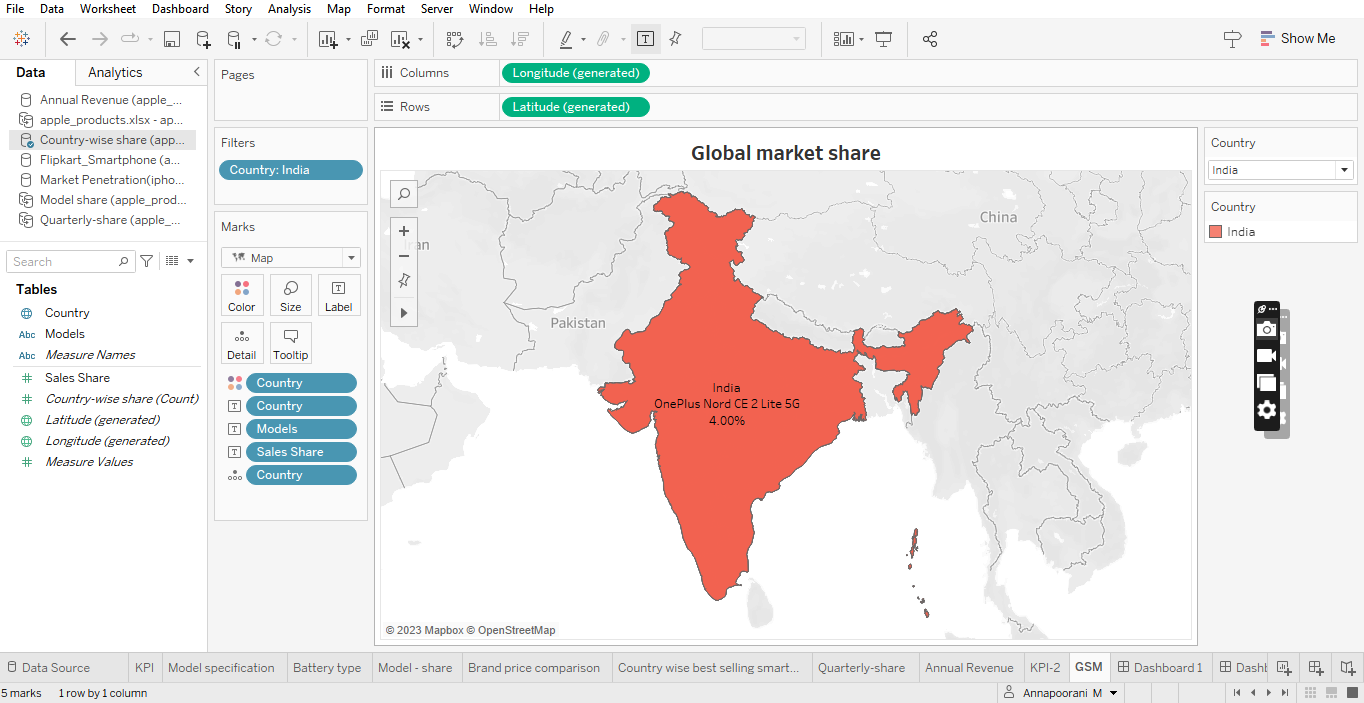 File Data Worksheet Dashboard Story Analysis Map Format Server Window Help
Show Me
Data Analytics
Annual Revenue (apple_...
apple_products.xlsx - ap...
Country-wise share (app...
Flipkart_Smartphone (a...
Market Penetration(ipho...
Model share (apple_prod...
Quarterly-share (apple_...
Search
Tables
Country
Abc Models
Abc Measure Names
Sales Share
Country-wise share (Count)
Latitude (generated)
Longitude (generated)
Measure Values
Pages
Filters
Country: India
Marks
Map
Color Size Label
Detail Tooltip
Country
Country
Models
Sales Share
Country
Columns Longitude (generated)
Rows Latitude (generated)
Global market share
China
Pakistan
India
OnePlus Nord CE 2 Lite 5G
4.00%
© 2023 Mapbox © OpenStreetMap
Country
India
Country
India
Data Source KPI Model specification Battery type Model - share Brand price comparison Country wise best selling smart... Quarterly-share Annual Revenue KPI-2 GSM Dashboard 1 Dashb
5 marks 1 row by 1 column Annapoorani M